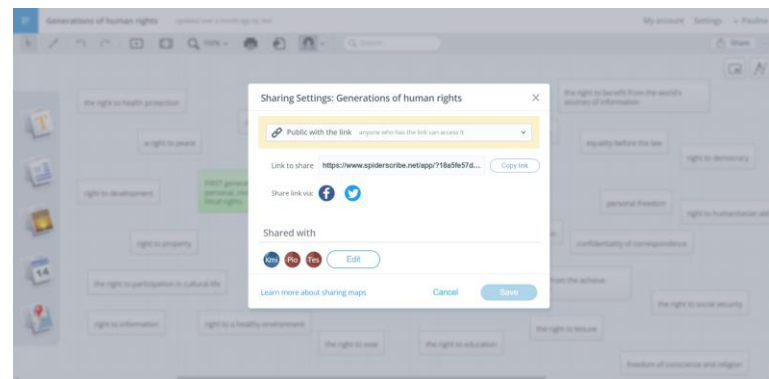 Generations of human rights
My account Settings Pauline
Search...
Share
Sharing Settings: Generations of human rights
Public with the link anyone who has the link can access it
Link to share https://www.spiderscribe.net/app/?18a5fe57d... Copy link
Share link via:
Shared with
Kmi Pio Tes Edit
Learn more about sharing maps Cancel Save
the right to health protection
the right to benefit from the world's
sources of information
a right to peace
equality before the law
right to democracy
right to development
FIRST
personal freedom
right to humanitarian aid
right to property
confidentiality of correspondence
the right to participation in cultural life
the right to social security
right to information
right to a healthy environment
the right to leisure
the right to vote
the right to education
freedom of conscience and religion
14